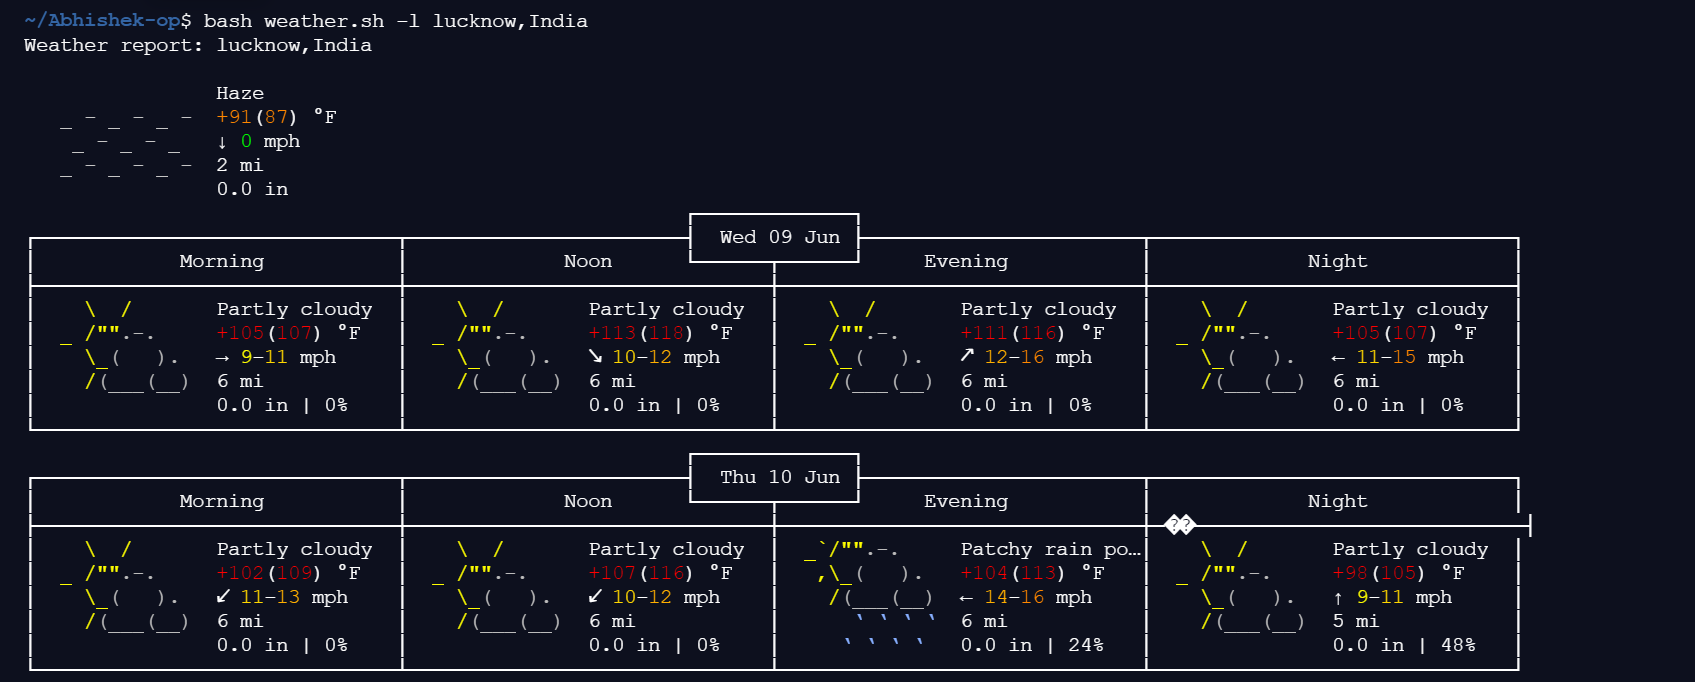 ~/Abhishek-op$ bash weather.sh -l lucknow,India
Weather report: lucknow,India
Haze
+91(87) °F
↓ 0 mph
2 mi
0.0 in
Wed 09 Jun
Morning Noon Evening Night
Partly cloudy Partly cloudy Partly cloudy Partly cloudy
+105(107) °F +113(118) °F +111(116) °F +105(107) °F
→ 9-11 mph ↘ 10-12 mph ↗ 12-16 mph ← 11-15 mph
6 mi 6 mi 6 mi 6 mi
0.0 in | 0% 0.0 in | 0% 0.0 in | 0% 0.0 in | 0%
Thu 10 Jun
Morning Noon Evening Night
��
Partly cloudy Partly cloudy Patchy rain po… Partly cloudy
+102(109) °F +107(116) °F +104(113) °F +98(105) °F
↙ 11-13 mph ↙ 10-12 mph ← 14-16 mph ↑ 9-11 mph
6 mi 6 mi 6 mi 5 mi
0.0 in | 0% 0.0 in | 0% 0.0 in | 24% 0.0 in | 48%